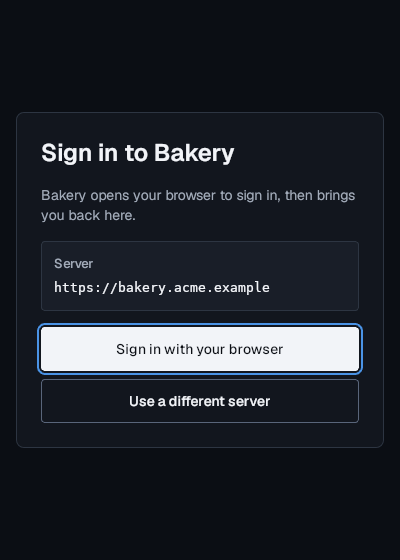 Sign in to Bakery
Bakery opens your browser to sign in, then brings
you back here.
Server
https://bakery.acme.example
Sign in with your browser
Use a different server